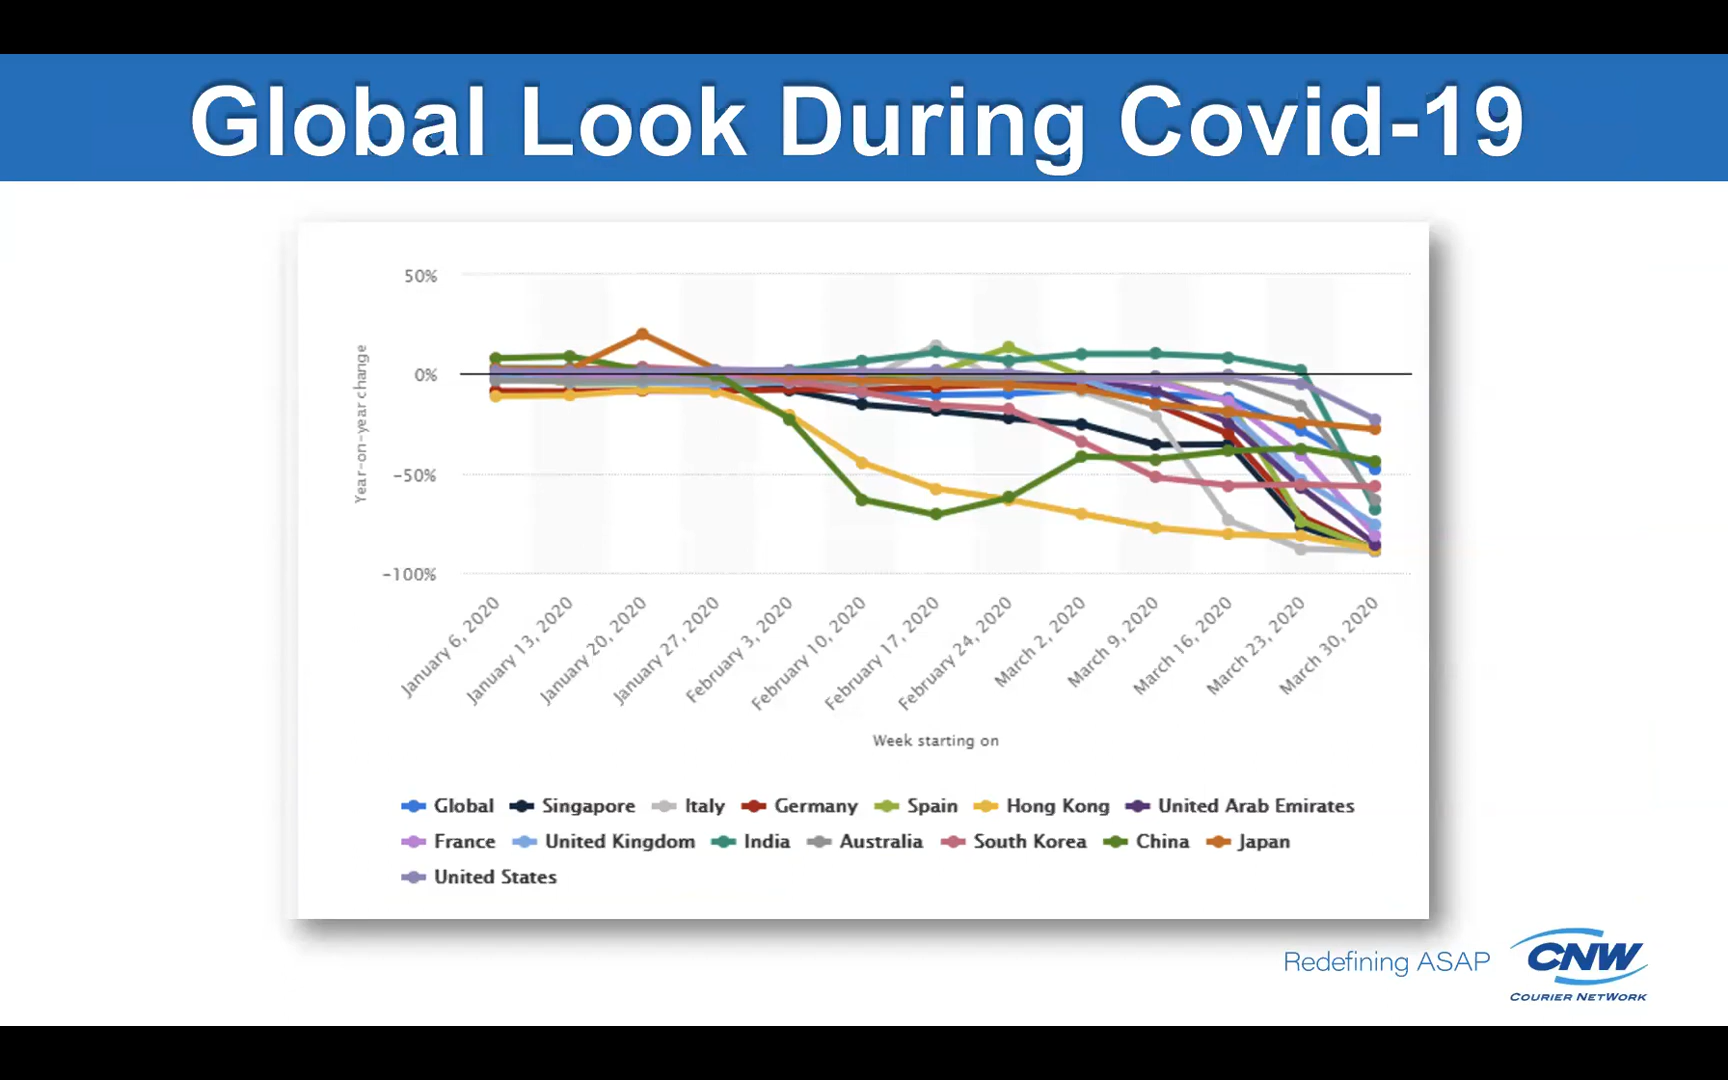 Global Look During Covid-19
50%
0%
-50%
-100%
Year-on-year change
January 6, 2020
January 13, 2020
January 20, 2020
January 27, 2020
February 3, 2020
February 10, 2020
February 17, 2020
February 24, 2020
March 2, 2020
March 9, 2020
March 16, 2020
March 23, 2020
March 30, 2020
Week starting on
Global Singapore Italy Germany Spain Hong Kong United Arab Emirates
France United Kingdom India Australia South Korea China Japan
United States
Redefining ASAP
CNW
COURIER NETWORK